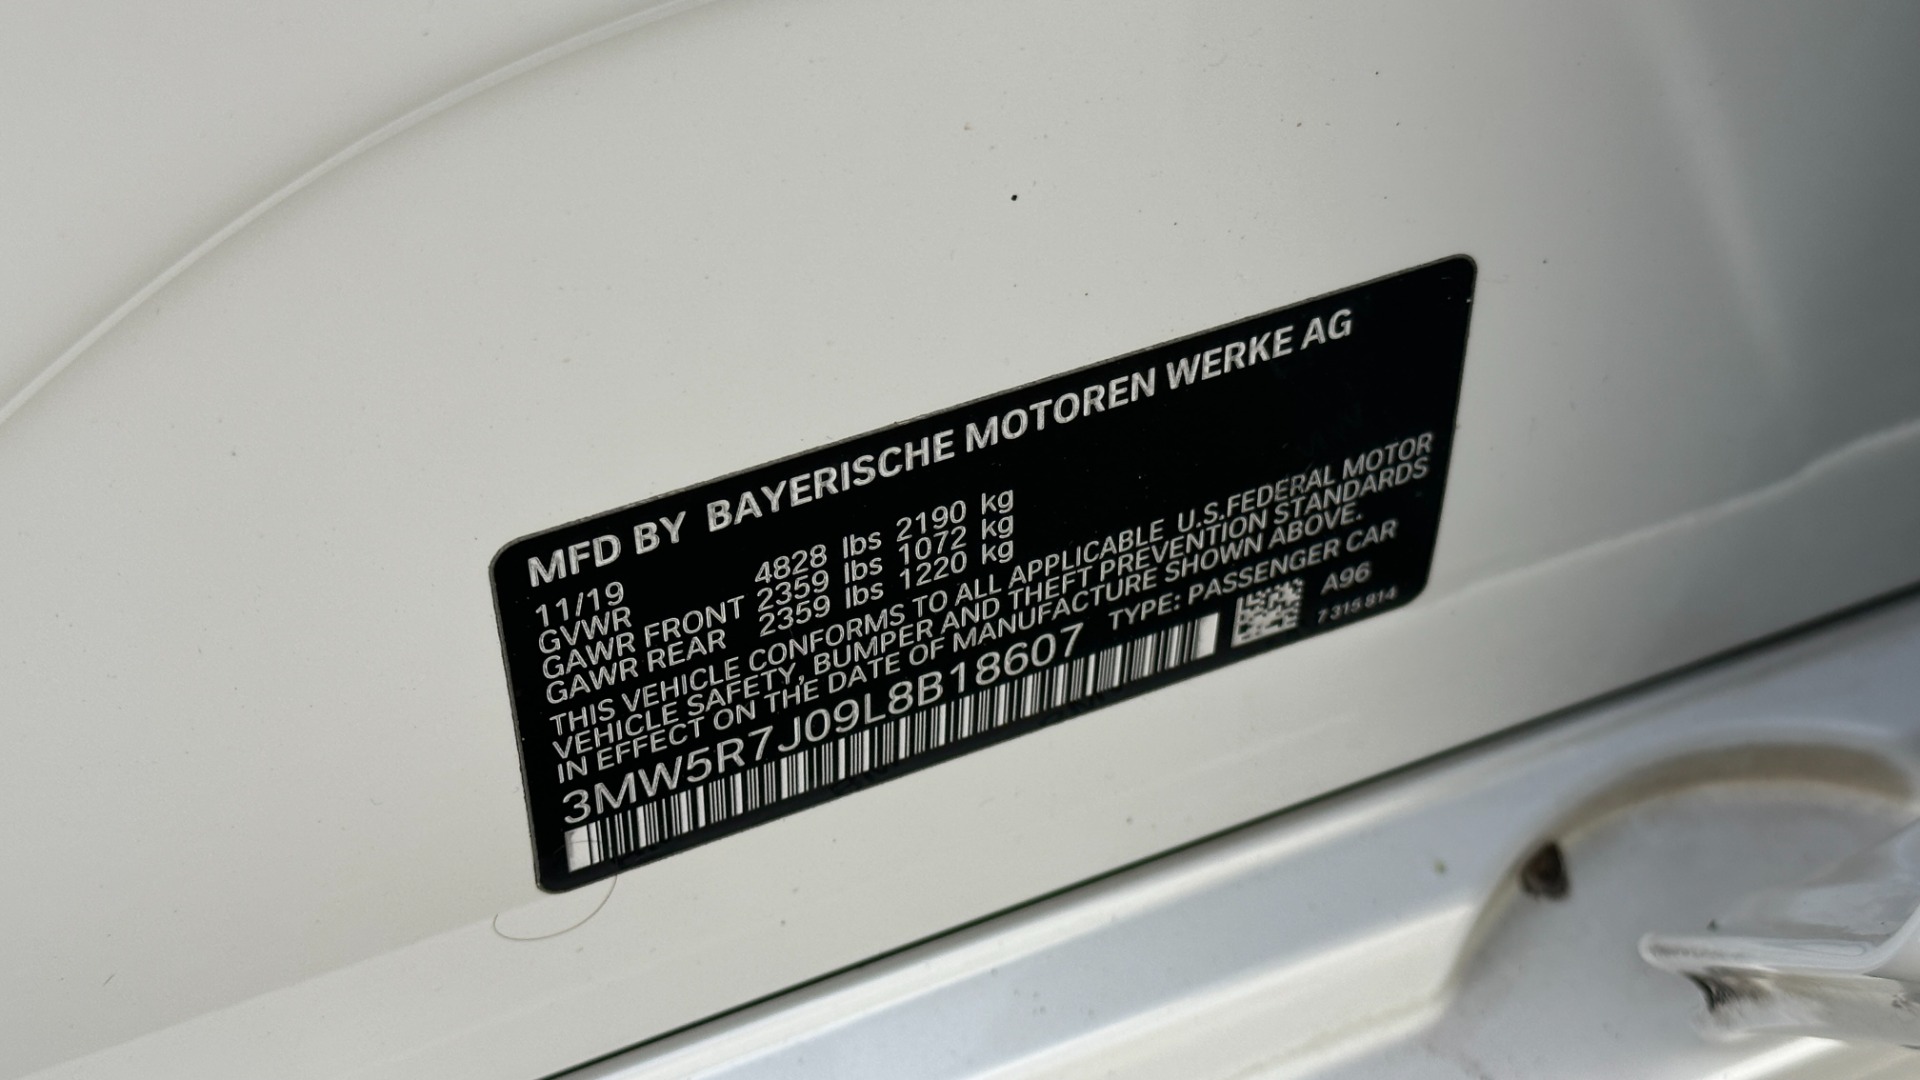 MFD BY BAYERISCHE MOTOREN WERKE AG
11/19
GVWR 4828 lbs 2190 kg
GAWR FRONT 2359 lbs 1072 kg
GAWR REAR 2359 lbs 1220 kg
THIS VEHICLE CONFORMS TO ALL APPLICABLE U.S.FEDERAL MOTOR
VEHICLE SAFETY, BUMPER AND THEFT PREVENTION STANDARDS
IN EFFECT ON THE DATE OF MANUFACTURE SHOWN ABOVE.
3MW5R7J09L8B18607 TYPE: PASSENGER CAR
A96
7 315 814